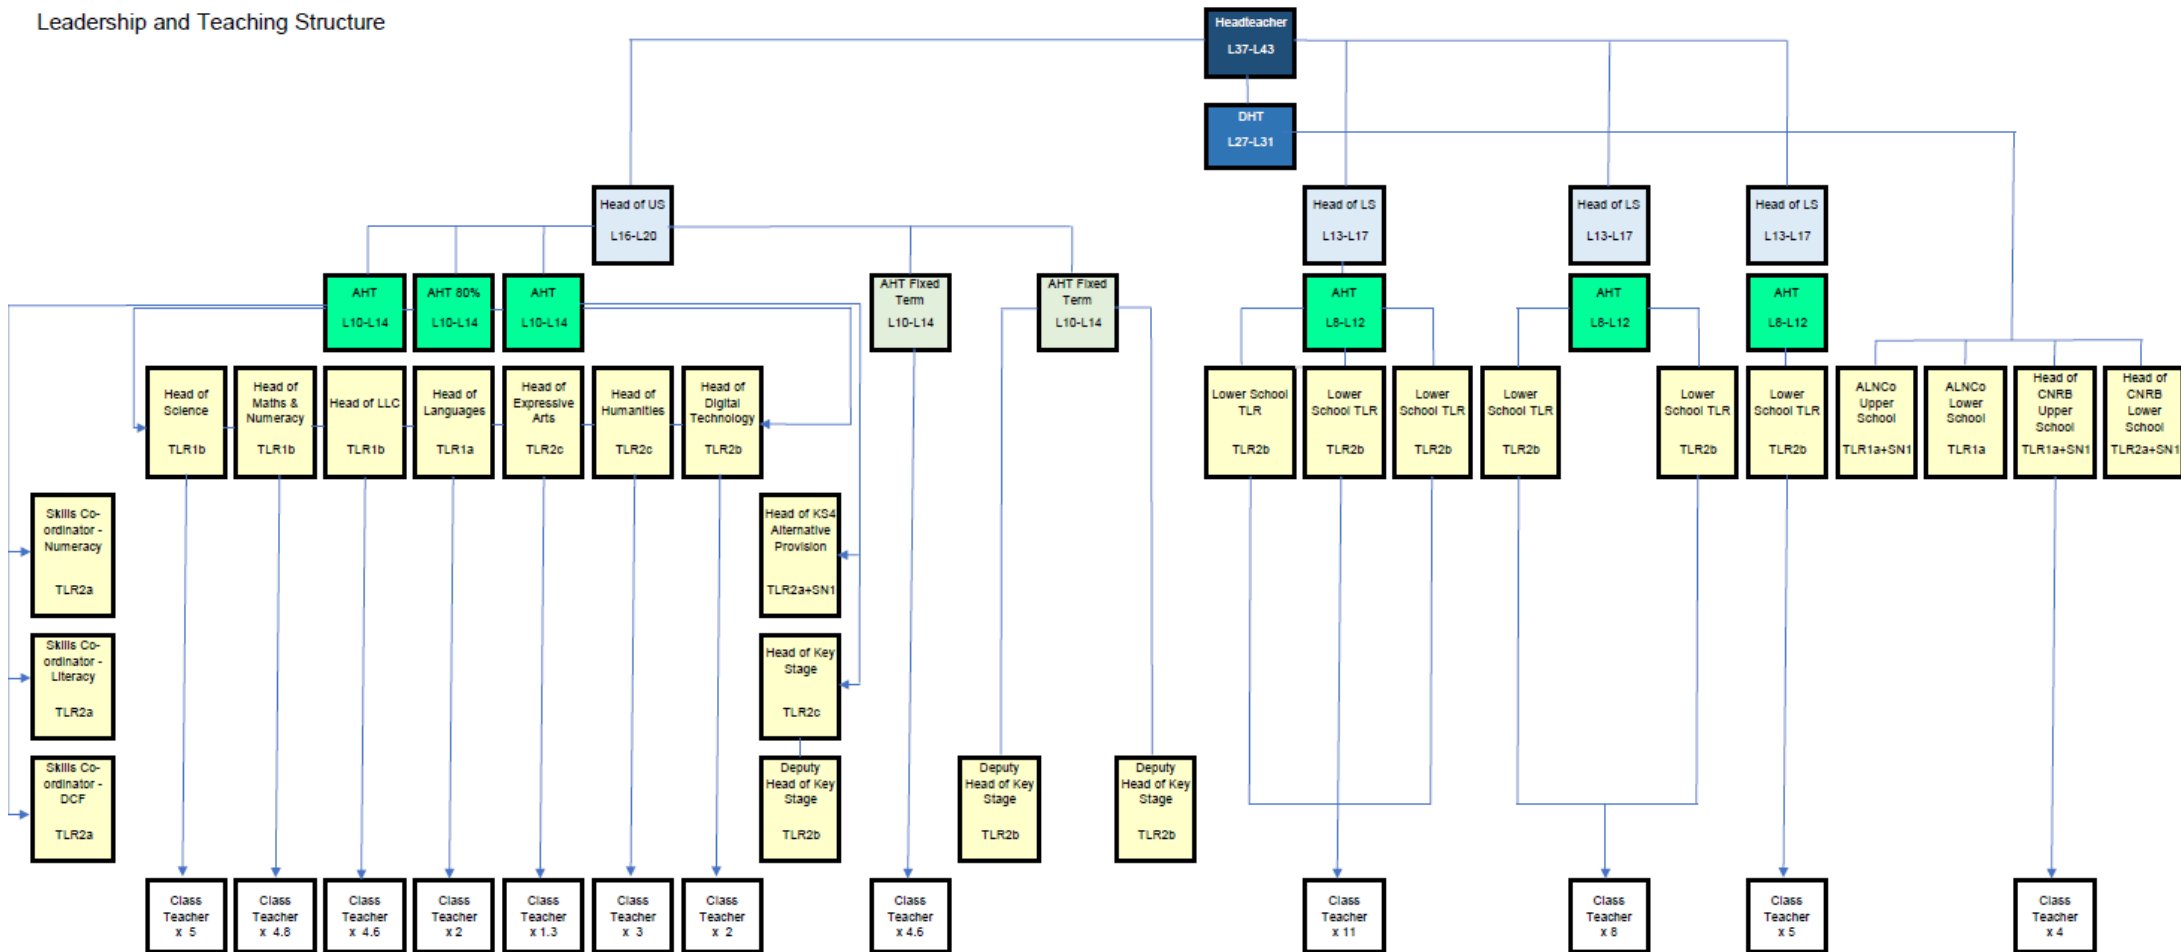 Leadership and Teaching Structure
Headteacher
L37-L43
DHT
L27-L31
Head of US
L16-L20
Head of LS
L13-L17
Head of LS
L13-L17
Head of LS
L13-L17
AHT
L10-L14
AHT 80%
L10-L14
AHT
L10-L14
AHT Fixed
Term
L10-L14
AHT Fixed
Term
L10-L14
AHT
L8-L12
AHT
L8-L12
AHT
L8-L12
Head of
Science
TLR1b
Head of
Maths &
Numeracy
TLR1b
Head of LLC
TLR1b
Head of
Languages
TLR1a
Head of
Expressive
Arts
TLR2c
Head of
Humanities
TLR2c
Head of
Digital
Technology
TLR2b
Lower School
TLR
TLR2b
Lower
School TLR
TLR2b
Lower
School TLR
TLR2b
Lower
School TLR
TLR2b
Lower
School TLR
TLR2b
Lower
School TLR
TLR2b
ALNCo
Upper
School
TLR1a+SN1
ALNCo
Lower
School
TLR1a
Head of
CNRB
Upper
School
TLR1a+SN1
Head of
CNRB
Lower
School
TLR2a+SN1
Skills Co-
ordinator -
Numeracy
TLR2a
Head of KS4
Alternative
Provision
TLR2a+SN1
Skills Co-
ordinator -
Literacy
TLR2a
Head of Key
Stage
TLR2c
Skills Co-
ordinator -
DCF
TLR2a
Deputy
Head of Key
Stage
TLR2b
Deputy
Head of Key
Stage
TLR2b
Deputy
Head of Key
Stage
TLR2b
Class
Teacher
x 5
Class
Teacher
x 4.8
Class
Teacher
x 4.6
Class
Teacher
x 2
Class
Teacher
x 1.3
Class
Teacher
x 3
Class
Teacher
x 2
Class
Teacher
x 4.6
Class
Teacher
x 11
Class
Teacher
x 8
Class
Teacher
x 5
Class
Teacher
x 4